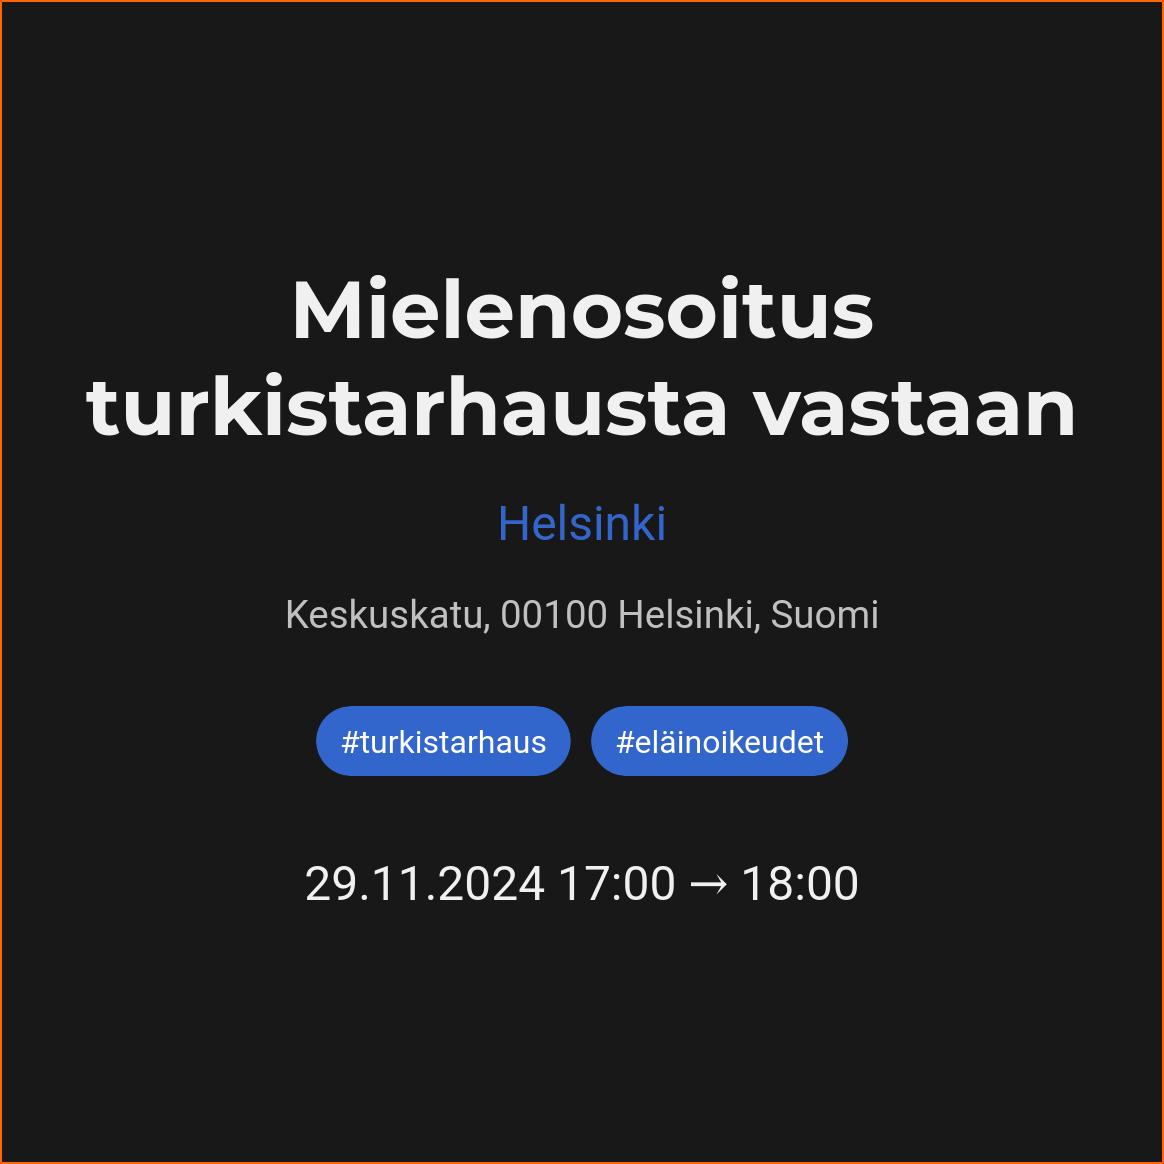 Mielenosoitus
turkistarhausta vastaan
Helsinki
Keskuskatu, 00100 Helsinki, Suomi
#turkistarhaus #eläinoikeudet
29.11.2024 17:00 → 18:00